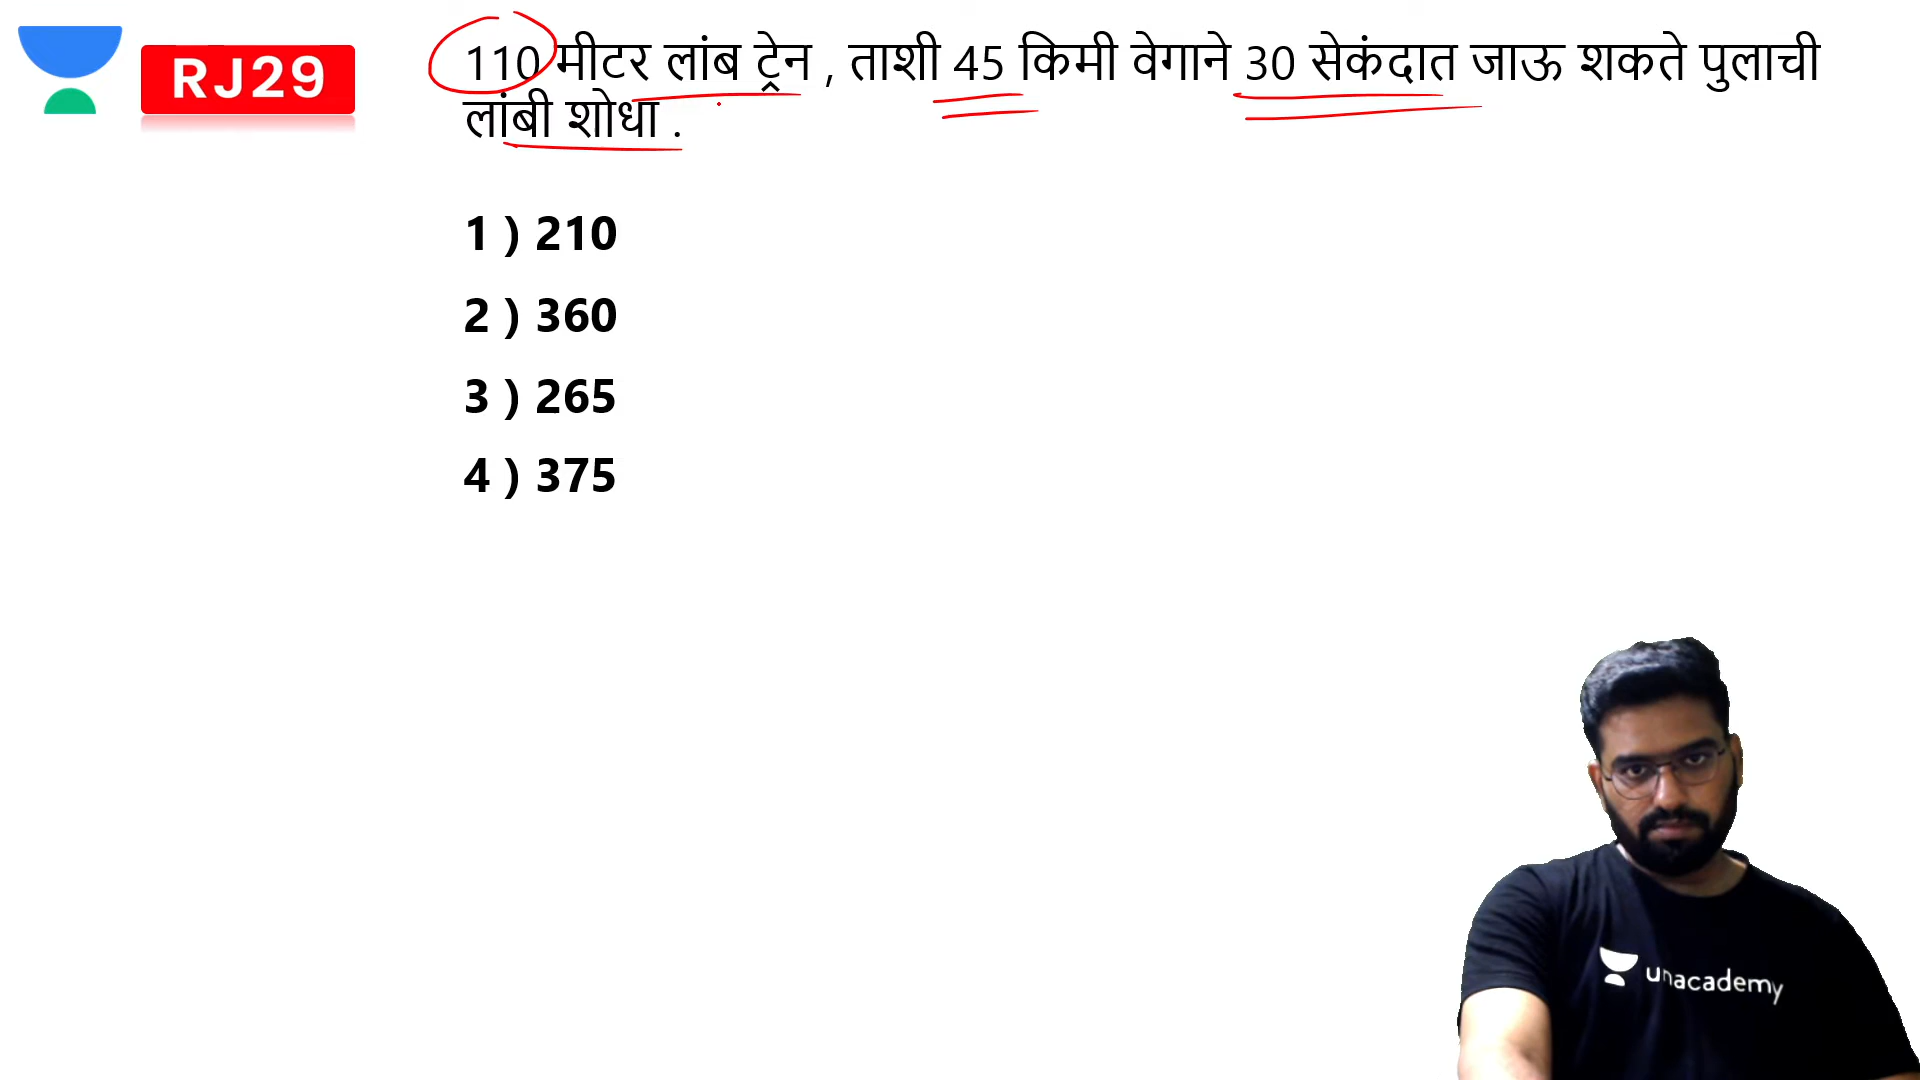 RJ29
110 मीटर लांब ट्रेन , ताशी 45 किमी वेगाने 30 सेकंदात जाऊ शकते पुलाची
लांबी शोधा .
1 ) 210
2 ) 360
3 ) 265
4 ) 375
unacademy